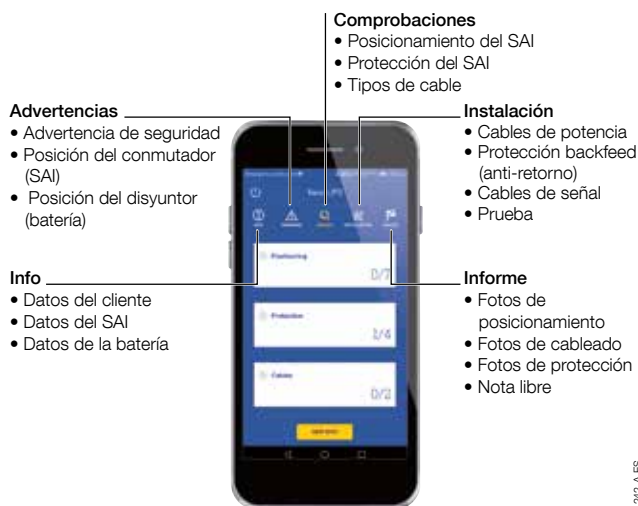 Comprobaciones
• Posicionamiento del SAI
• Protección del SAI
• Tipos de cable
Advertencias
• Advertencia de seguridad
• Posición del conmutador
(SAI)
• Posición del disyuntor
(batería)
Instalación
• Cables de potencia
• Protección backfeed
(anti-retorno)
• Cables de señal
• Prueba
Info
• Datos del cliente
• Datos del SAI
• Datos de la batería
Informe
• Fotos de
posicionamiento
• Fotos de cableado
• Fotos de protección
• Nota libre
Positioning
0/7
Protection
1/4
Cables
0/2